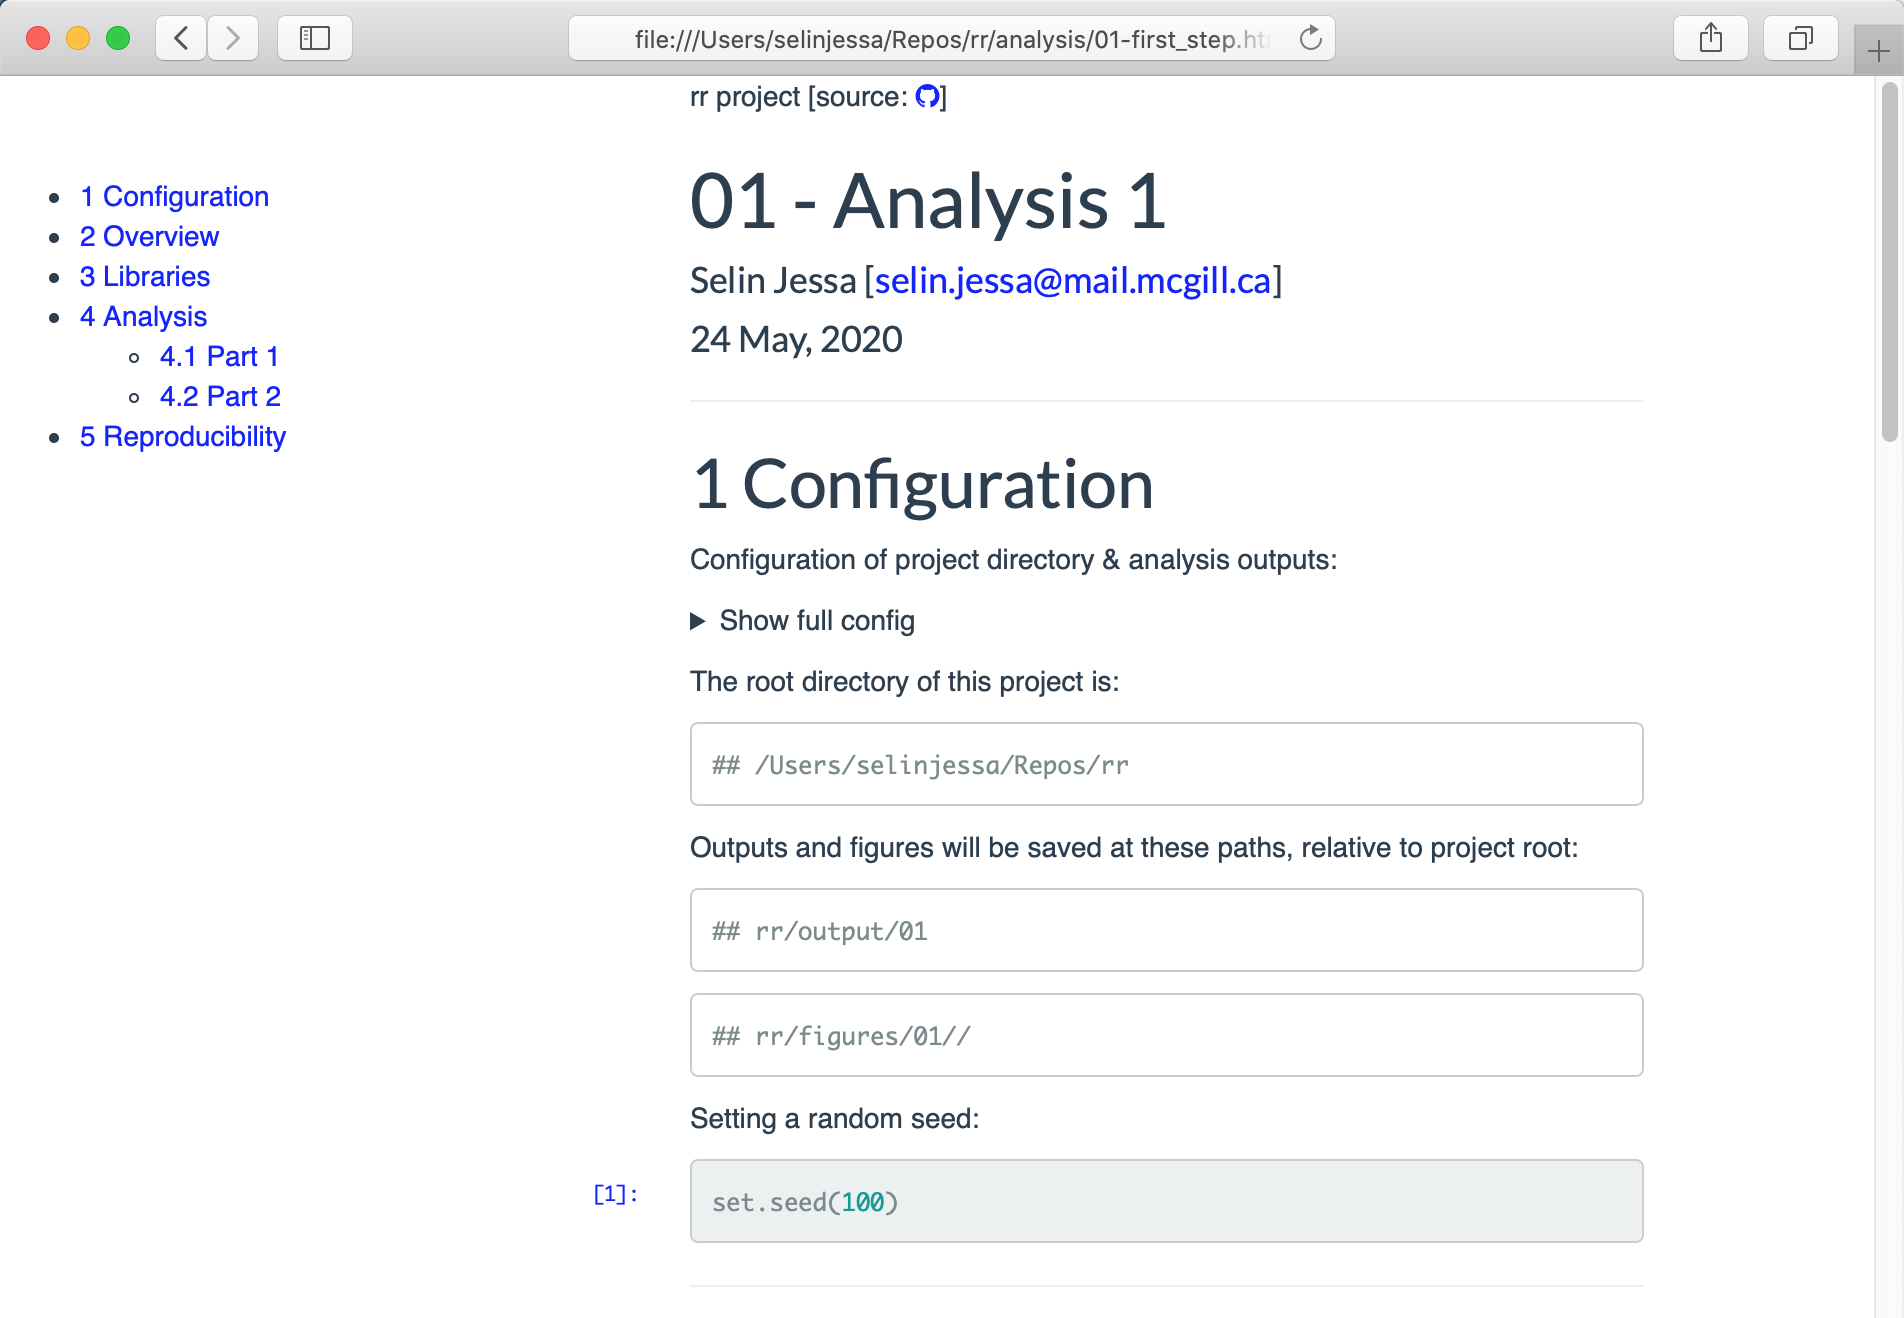 file:///Users/selinjessa/Repos/rr/analysis/01-first_step.ht
rr project [source: ]
1 Configuration
2 Overview
3 Libraries
4 Analysis
4.1 Part 1
4.2 Part 2
5 Reproducibility
01 - Analysis 1
Selin Jessa [selin.jessa@mail.mcgill.ca]
24 May, 2020
1 Configuration
Configuration of project directory & analysis outputs:
Show full config
The root directory of this project is:
## /Users/selinjessa/Repos/rr
Outputs and figures will be saved at these paths, relative to project root:
## rr/output/01
## rr/figures/01//
Setting a random seed:
[1]:
set.seed(100)